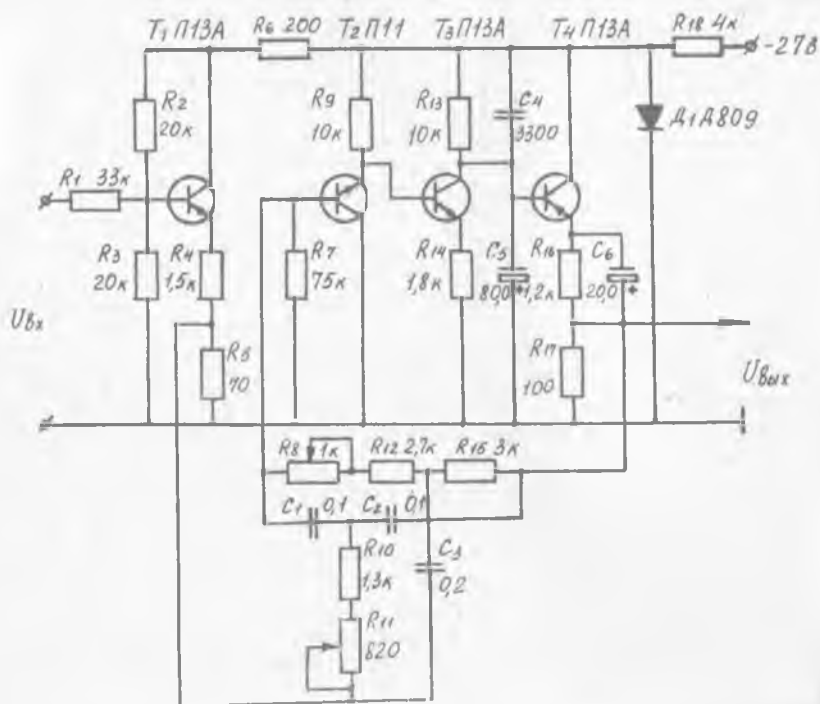 T1 П13А
R6 200
T2 П11
T3 П13А
T4 П13А
R18 4к
-27В
R2
20к
R9
10к
R13
10к
C4
3300
Д1 Д809
R1 33к
R3
20к
R4
1,5к
R7
75к
R14
1,8к
C5
80,0
R16
1,2к
C6
20,0
Uвх
R5
70
R17
100
Uвых
R8
1к
R12 2,7к
R15 3к
C1
0,1
C2
0,1
R10
1,3к
C3
0,2
R11
820